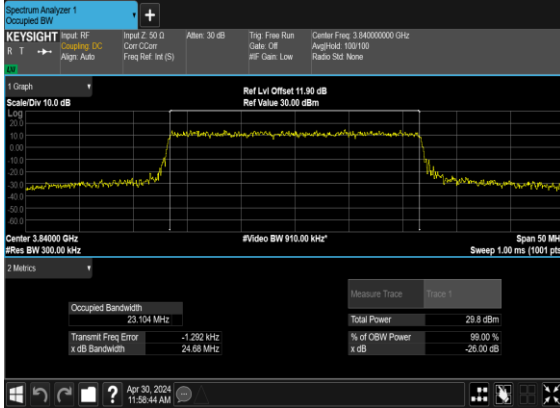 Spectrum Analyzer 1
Occupied BW
+
KEYSIGHT Input: RF Input Z: 50 Ω Atten: 30 dB Trig: Free Run Center Freq: 3.840000000 GHz
R T Coupling: DC Corr CCorr Gate: Off Avg|Hold: 100/100
Align: Auto Freq Ref: Int (S) #IF Gain: Low Radio Std: None
1 Graph
Ref Lvl Offset 11.90 dB
Scale/Div 10.0 dB Ref Value 30.00 dBm
Log
20.0
10.0
0.00
-10.0
-20.0
-30.0
-40.0
-50.0
-60.0
Center 3.84000 GHz #Video BW 910.00 kHz* Span 50 MH
#Res BW 300.00 kHz Sweep 1.00 ms (1001 pts
2 Metrics
Measure Trace Trace 1
Occupied Bandwidth
23.104 MHz Total Power 29.8 dBm
Transmit Freq Error -1.292 kHz % of OBW Power 99.00 %
x dB Bandwidth 24.68 MHz x dB -26.00 dB
? Apr 30, 2024
11:58:44 AM